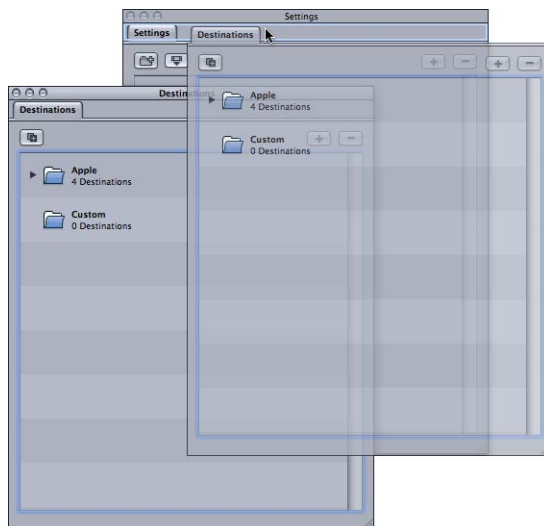 Settings
Settings
Destinations
Destinations
Destinations
Apple
4 Destinations
Custom
0 Destinations
Apple
4 Destinations
Custom
0 Destinations